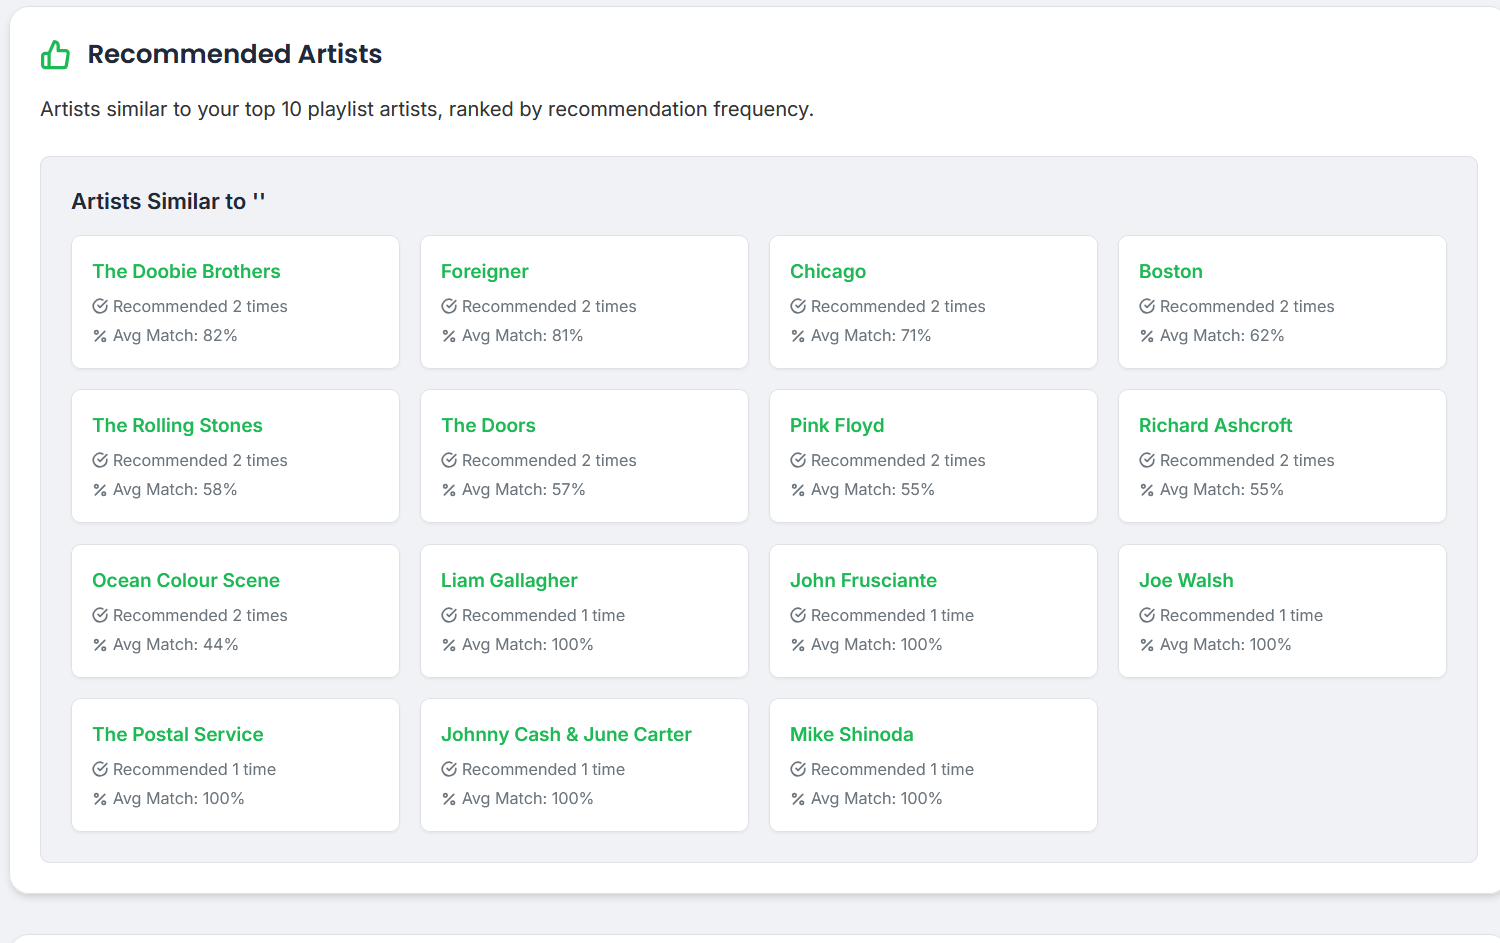 Recommended Artists
Artists similar to your top 10 playlist artists, ranked by recommendation frequency.
Artists Similar to ''
The Doobie Brothers
Recommended 2 times
% Avg Match: 82%
Foreigner
Recommended 2 times
% Avg Match: 81%
Chicago
Recommended 2 times
% Avg Match: 71%
Boston
Recommended 2 times
% Avg Match: 62%
The Rolling Stones
Recommended 2 times
% Avg Match: 58%
The Doors
Recommended 2 times
% Avg Match: 57%
Pink Floyd
Recommended 2 times
% Avg Match: 55%
Richard Ashcroft
Recommended 2 times
% Avg Match: 55%
Ocean Colour Scene
Recommended 2 times
% Avg Match: 44%
Liam Gallagher
Recommended 1 time
% Avg Match: 100%
John Frusciante
Recommended 1 time
% Avg Match: 100%
Joe Walsh
Recommended 1 time
% Avg Match: 100%
The Postal Service
Recommended 1 time
% Avg Match: 100%
Johnny Cash & June Carter
Recommended 1 time
% Avg Match: 100%
Mike Shinoda
Recommended 1 time
% Avg Match: 100%